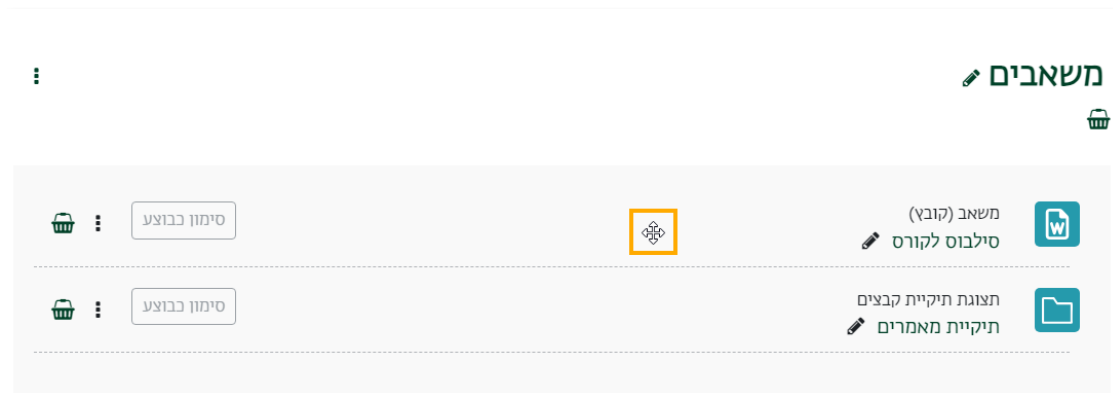 משאבים
משאב (קובץ)
סילבוס לקורס
סימון כבוצע
תצוגת תיקיית קבצים
תיקיית מאמרים
סימון כבוצע